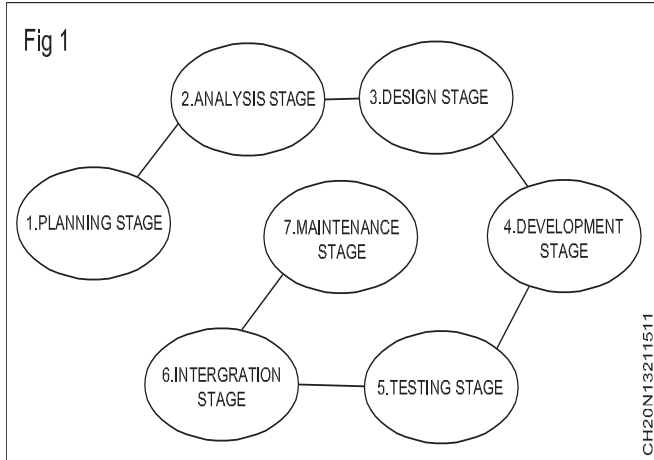 Fig 1
1.PLANNING STAGE
2.ANALYSIS STAGE
3.DESIGN STAGE
4.DEVELOPMENT
STAGE
5.TESTING STAGE
6.INTERGRATION
STAGE
7.MAINTENANCE
STAGE
CH20N13211511